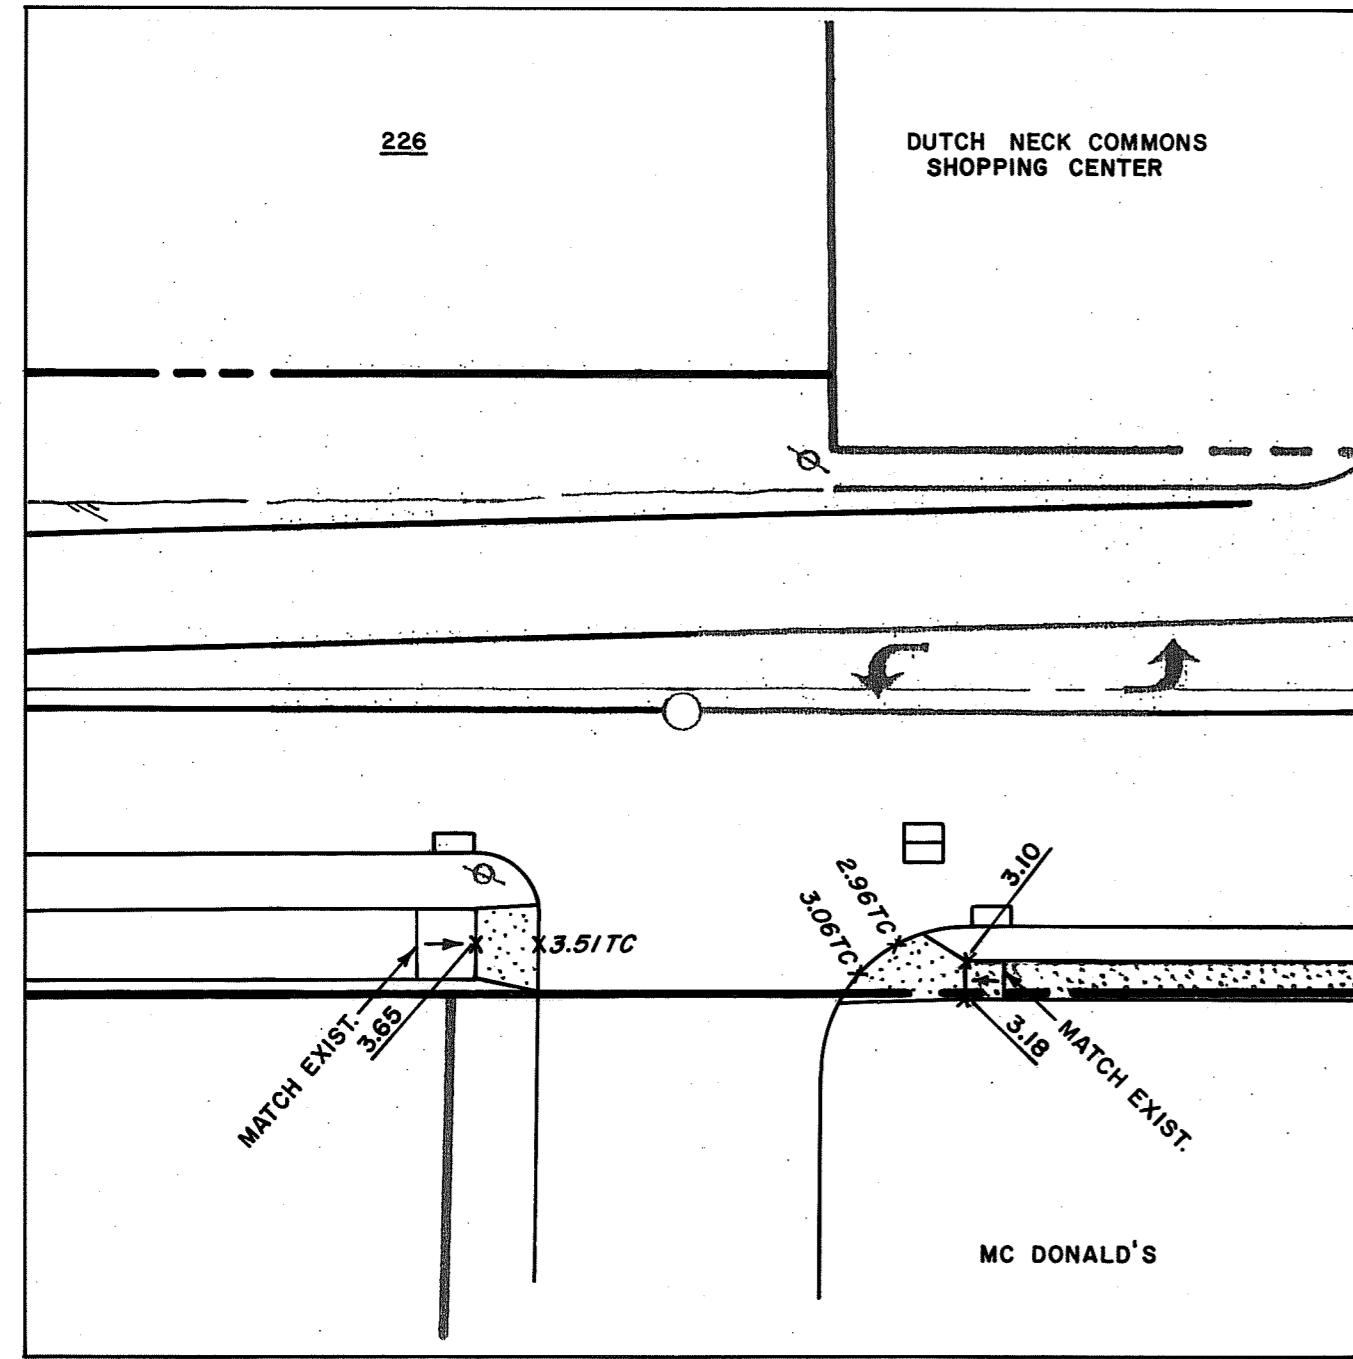 226
DUTCH NECK COMMONS
SHOPPING CENTER
3.10
2.96TC
3.06TC
3.51TC
MATCH EXIST.
3.65
3.18
MATCH EXIST.
MC DONALD'S